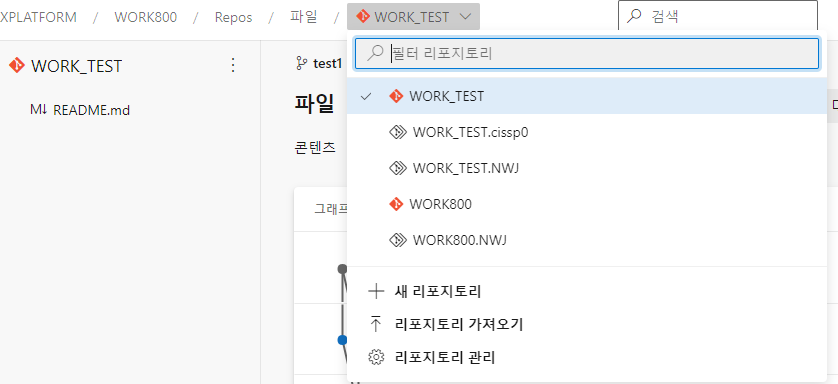 XPLATFORM / WORK800 / Repos / 파일 / WORK_TEST
검색
WORK_TEST
README.md
test1
파일
콘텐츠
그래프
필터 리포지토리
WORK_TEST
WORK_TEST.cissp0
WORK_TEST.NWJ
WORK800
WORK800.NWJ
새 리포지토리
리포지토리 가져오기
리포지토리 관리